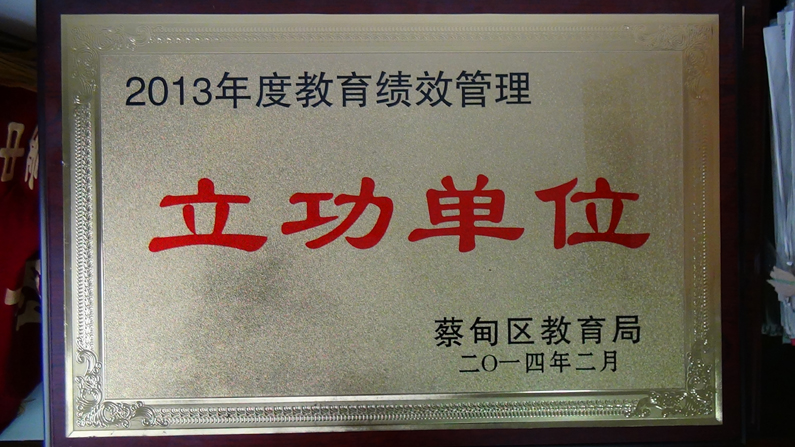 2013年度教育绩效管理
立功单位
蔡甸区教育局
二〇一四年二月